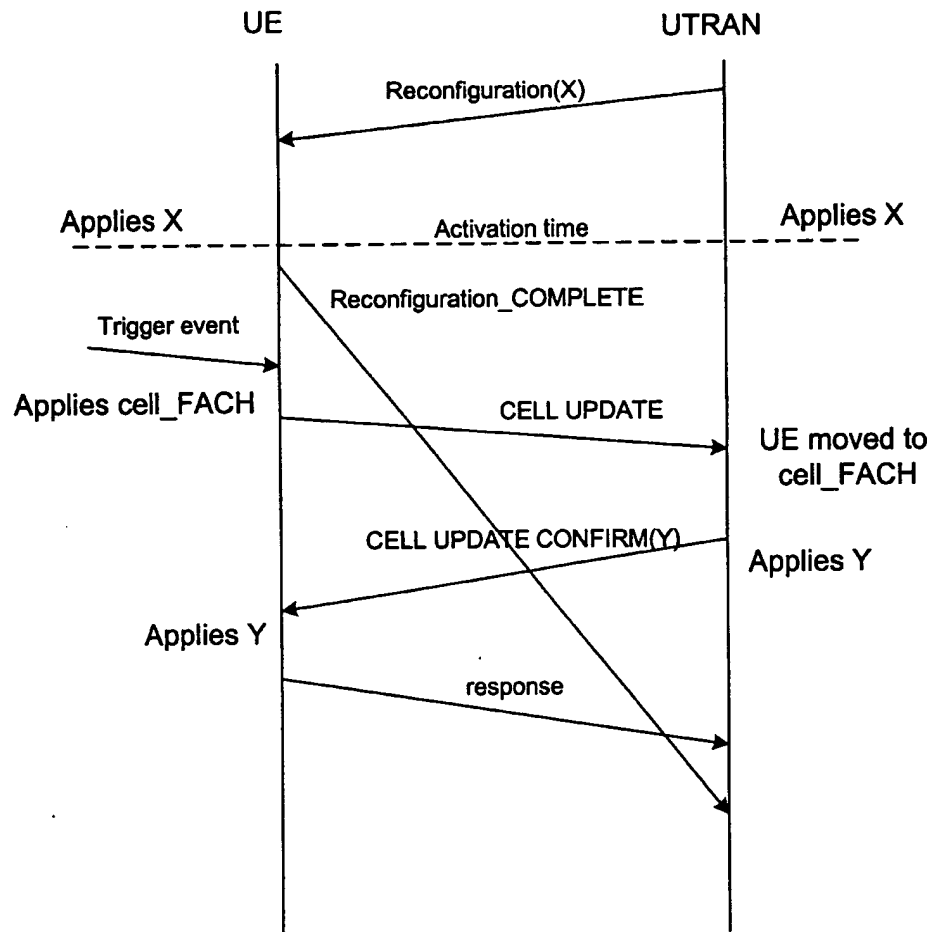 UE
UTRAN
Reconfiguration(X)
Applies X
Activation time
Applies X
Reconfiguration_COMPLETE
Trigger event
Applies cell_FACH
CELL UPDATE
UE moved to
cell_FACH
CELL UPDATE CONFIRM(Y)
Applies Y
Applies Y
response